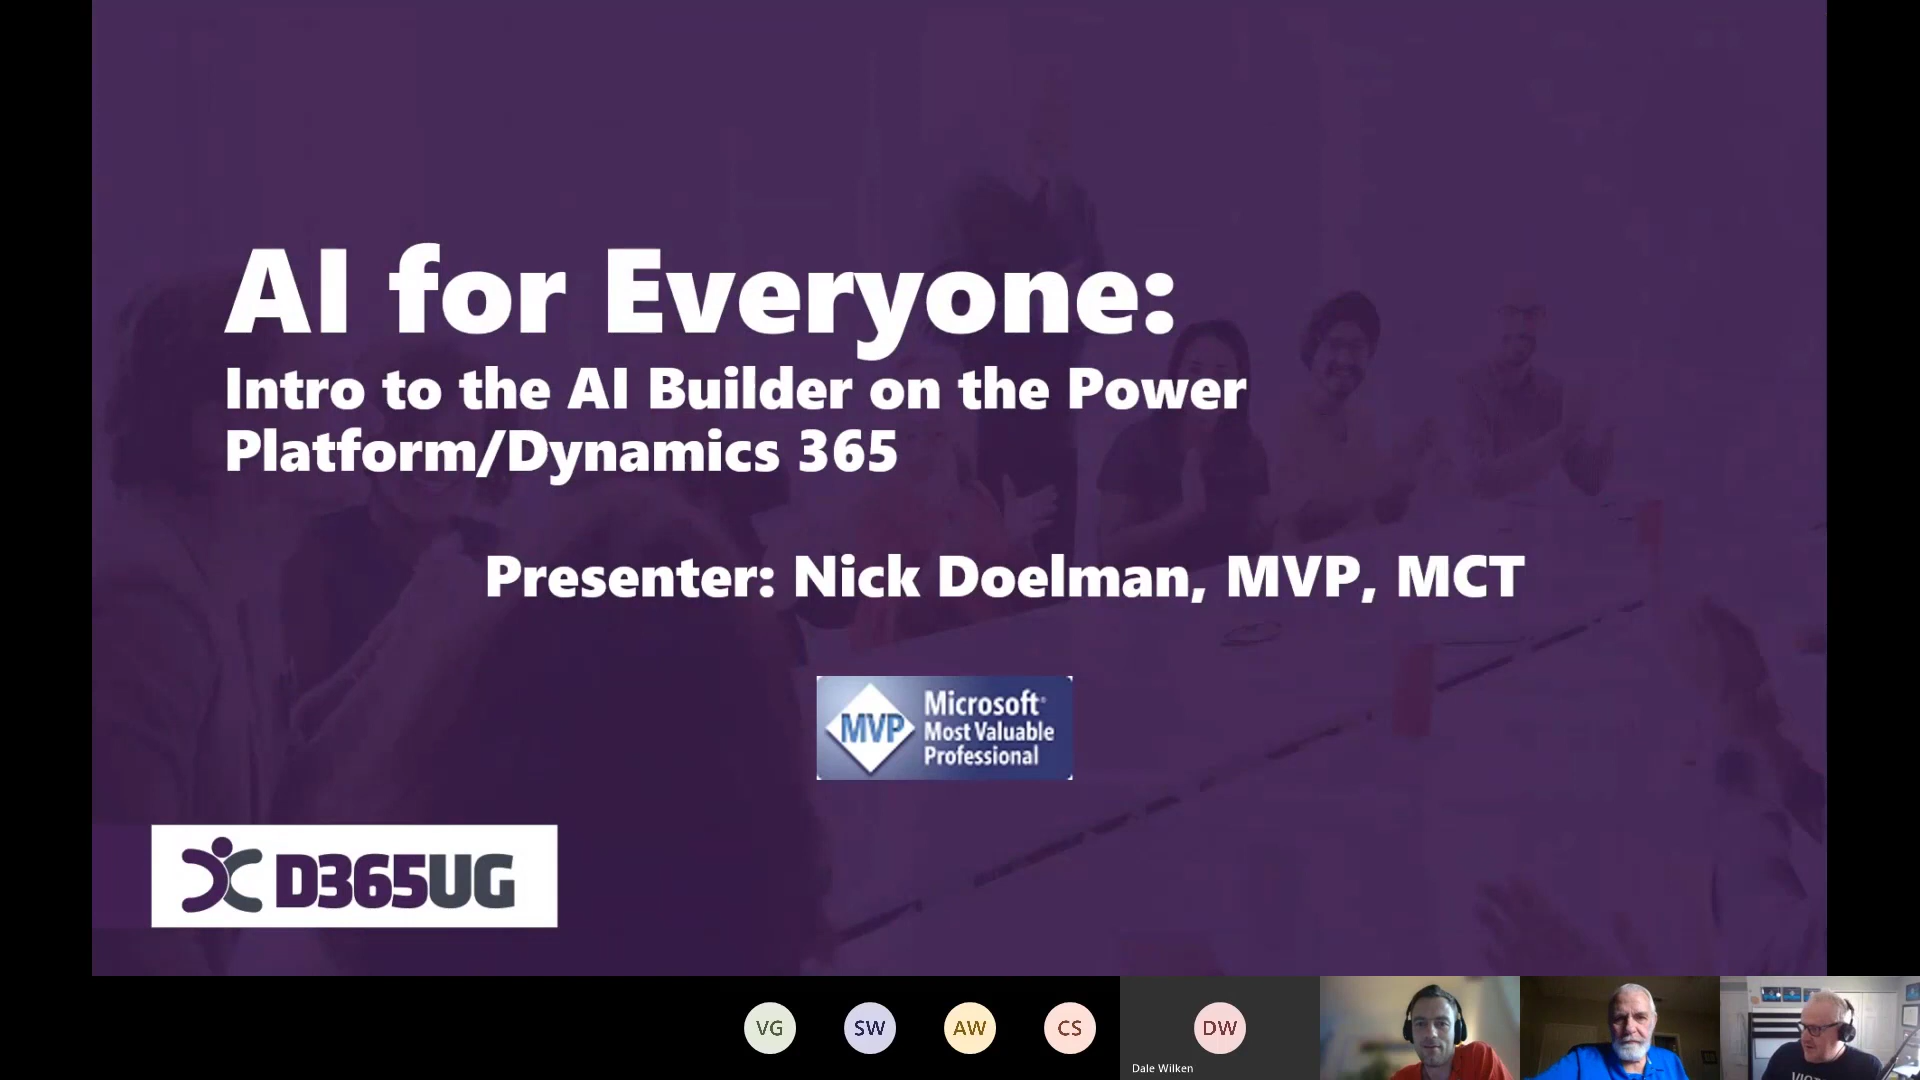 AI for Everyone:
Intro to the AI Builder on the Power
Platform/Dynamics 365
Presenter: Nick Doelman, MVP, MCT
MVP
Microsoft®
Most Valuable
Professional
D365UG
VG
SW
AW
CS
DW
Dale Wilken